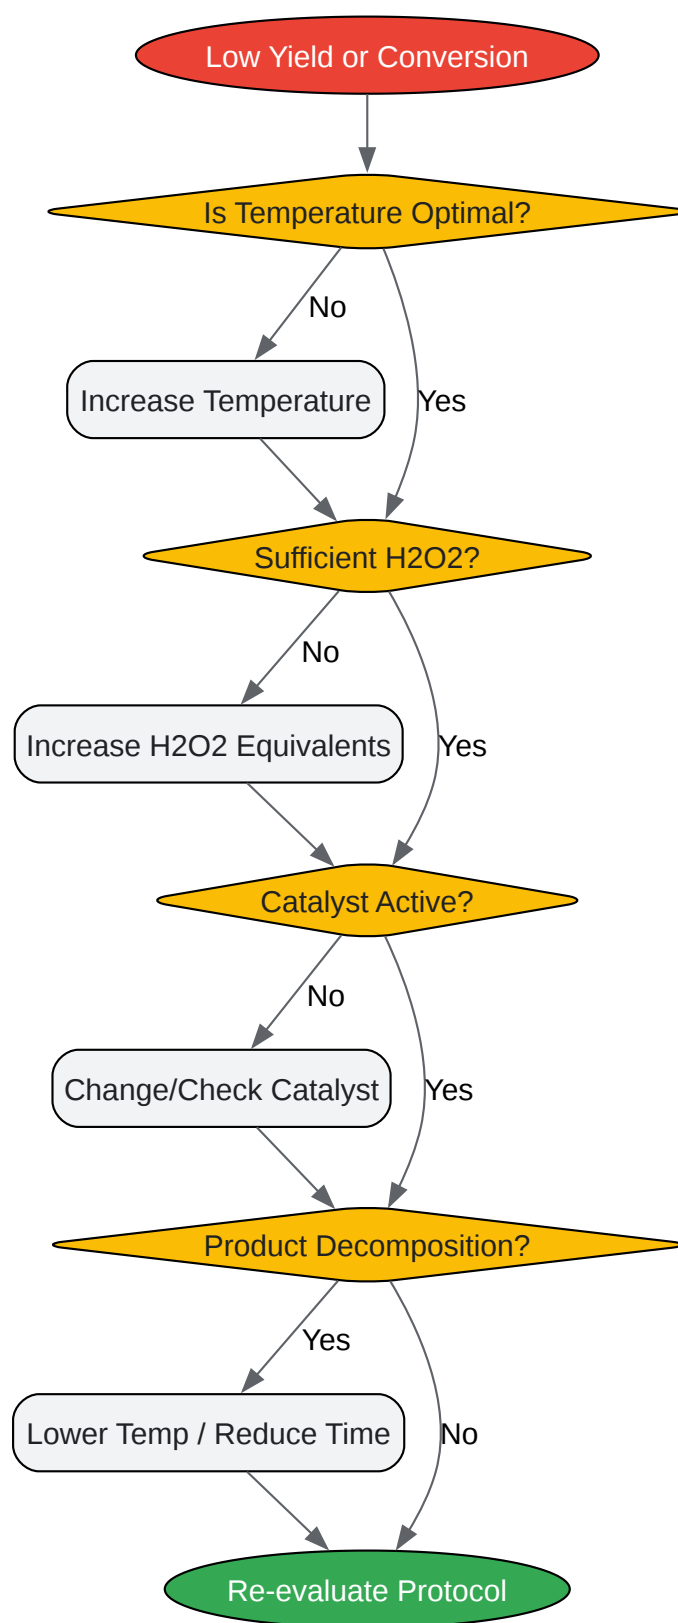 Low Yield or Conversion
Is Temperature Optimal?
No
Increase Temperature
Yes
Sufficient H2O2?
No
Increase H2O2 Equivalents
Yes
Catalyst Active?
No
Change/Check Catalyst
Yes
Product Decomposition?
Yes
Lower Temp / Reduce Time
No
Re-evaluate Protocol